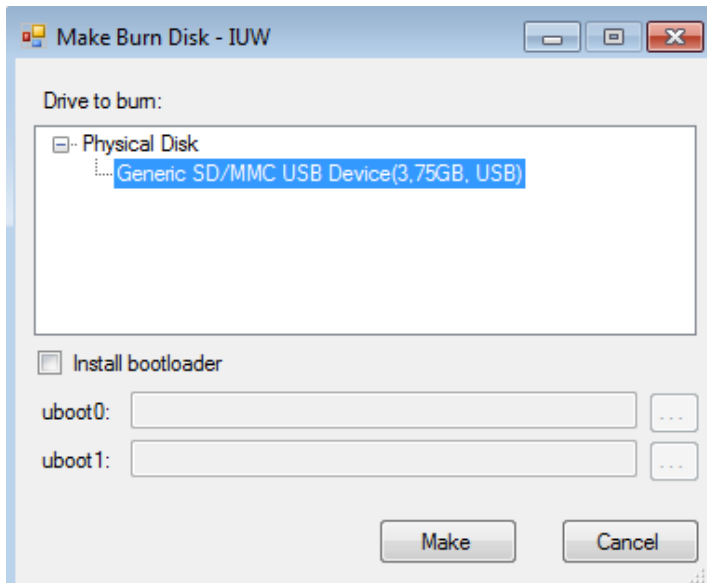 Make Burn Disk - IUW
Drive to burn:
Physical Disk
Generic SD/MMC USB Device(3,75GB, USB)
Install bootloader
uboot0:
...
uboot1:
...
Make
Cancel